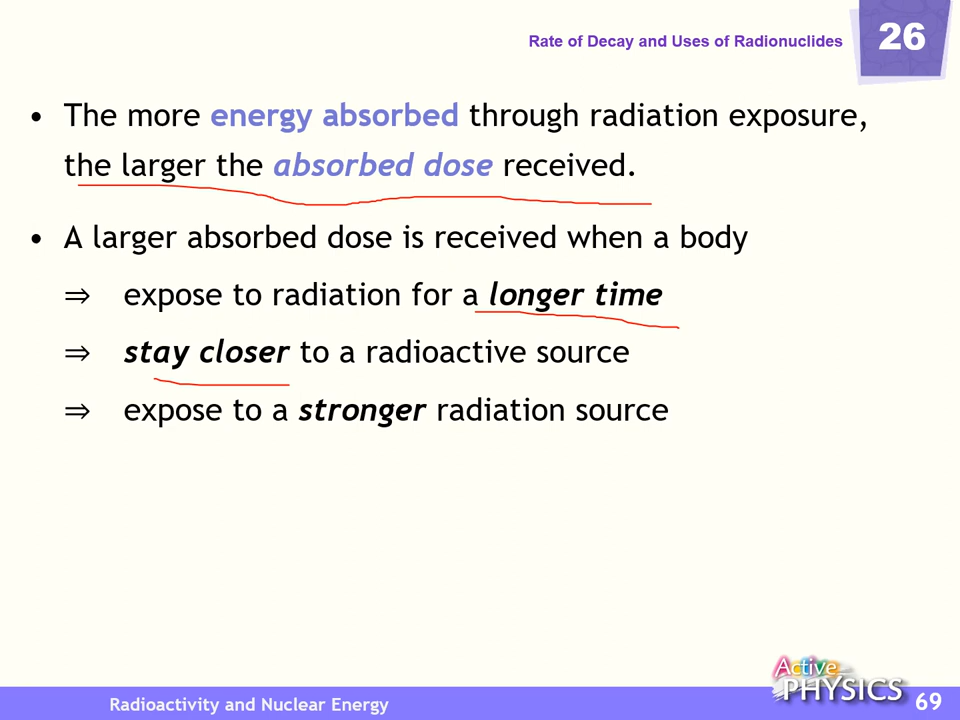 Rate of Decay and Uses of Radionuclides
26
• The more energy absorbed through radiation exposure,
the larger the absorbed dose received.
• A larger absorbed dose is received when a body
⇒ expose to radiation for a longer time
⇒ stay closer to a radioactive source
⇒ expose to a stronger radiation source
Active
PHYSICS
Radioactivity and Nuclear Energy
69